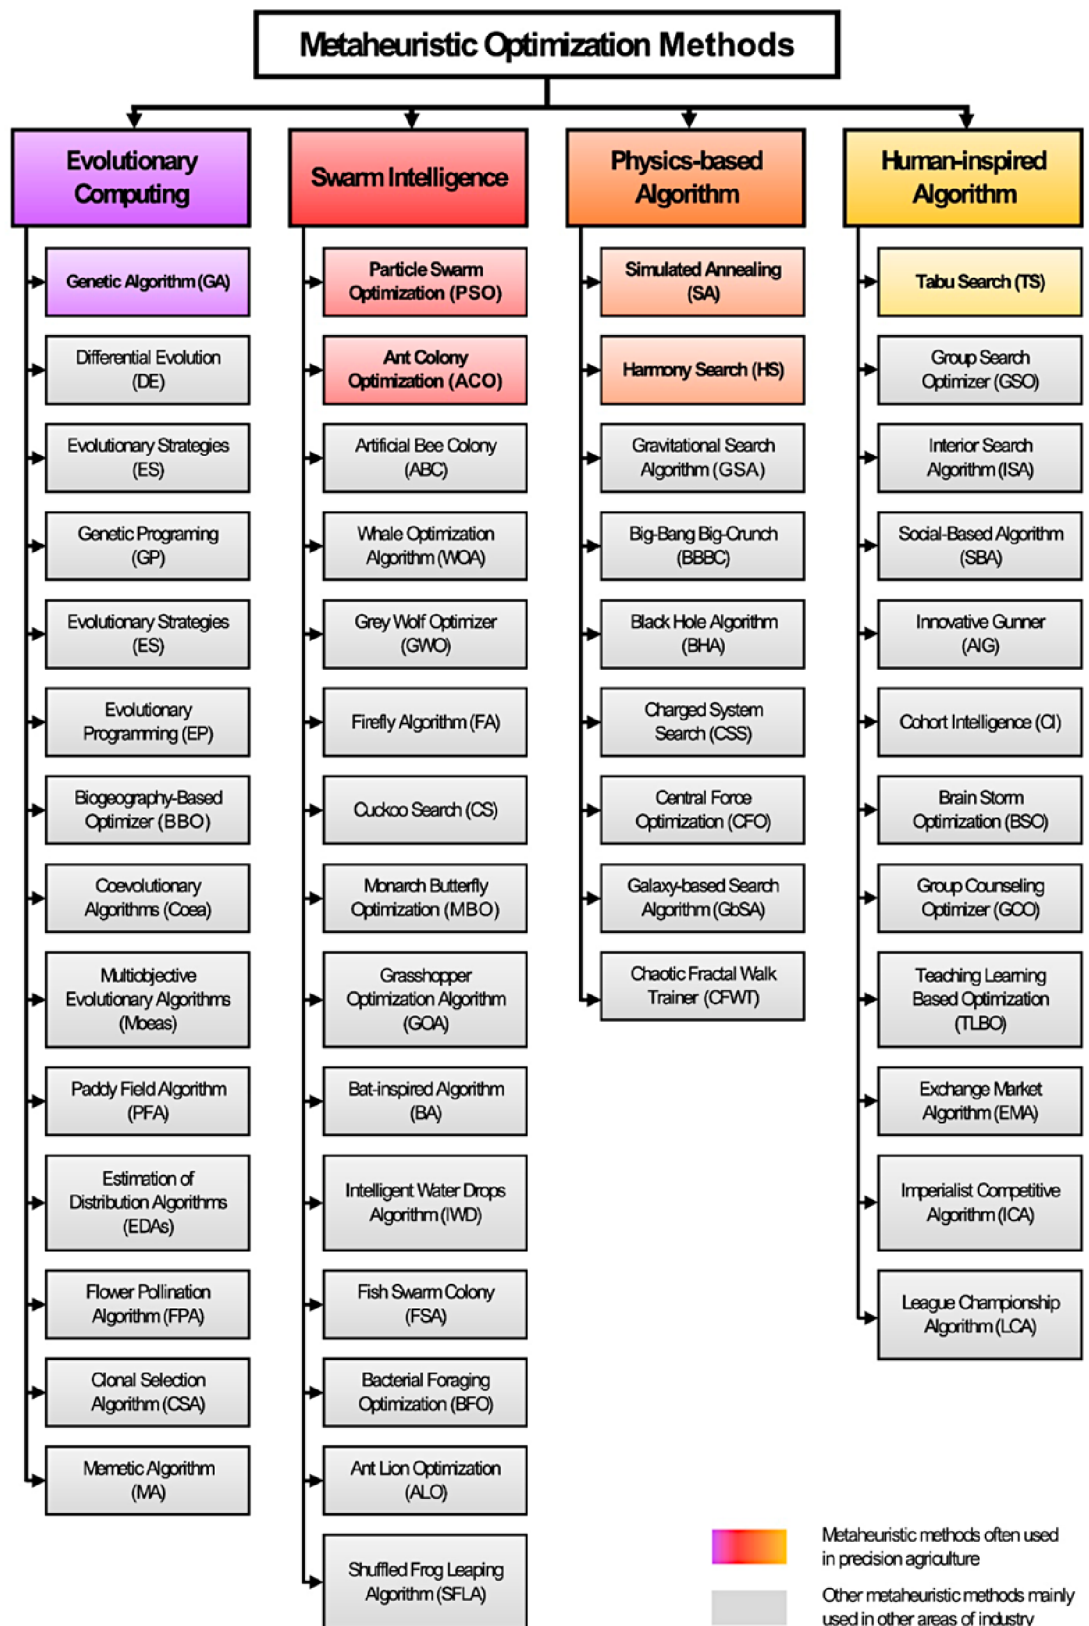 Metaheuristic Optimization Methods
Evolutionary
Computing
Genetic Algorithm (GA)
Differential Evolution
(DE)
Evolutionary Strategies
(ES)
Genetic Programing
(GP)
Evolutionary Strategies
(ES)
Evolutionary
Programming (EP)
Biogeography-Based
Optimizer (BBO)
Coevolutionary
Algorithms (Coea)
Multiobjective
Evolutionary Algorithms
(Moeas)
Paddy Field Algorithm
(PFA)
Estimation of
Distribution Algorithms
(EDAs)
Flower Pollination
Algorithm (FPA)
Clonal Selection
Algorithm (CSA)
Memetic Algorithm
(MA)
Swarm Intelligence
Particle Swarm
Optimization (PSO)
Ant Colony
Optimization (ACO)
Artificial Bee Colony
(ABC)
Whale Optimization
Algorithm (WOA)
Grey Wolf Optimizer
(GWO)
Firefly Algorithm (FA)
Cuckoo Search (CS)
Monarch Butterfly
Optimization (MBO)
Grasshopper
Optimization Algorithm
(GOA)
Bat-inspired Algorithm
(BA)
Intelligent Water Drops
Algorithm (IWD)
Fish Swarm Colony
(FSA)
Bacterial Foraging
Optimization (BFO)
Ant Lion Optimization
(ALO)
Shuffled Frog Leaping
Algorithm (SFLA)
Physics-based
Algorithm
Simulated Annealing
(SA)
Harmony Search (HS)
Gravitational Search
Algorithm (GSA)
Big-Bang Big-Crunch
(BBBC)
Black Hole Algorithm
(BHA)
Charged System
Search (CSS)
Central Force
Optimization (CFO)
Galaxy-based Search
Algorithm (GbSA)
Chaotic Fractal Walk
Trainer (CFWT)
Human-inspired
Algorithm
Tabu Search (TS)
Group Search
Optimizer (GSO)
Interior Search
Algorithm (ISA)
Social-Based Algorithm
(SBA)
Innovative Gunner
(AIG)
Cohort Intelligence (CI)
Brain Storm
Optimization (BSO)
Group Counseling
Optimizer (GCO)
Teaching Learning
Based Optimization
(TLBO)
Exchange Market
Algorithm (EMA)
Imperialist Competitive
Algorithm (ICA)
League Championship
Algorithm (LCA)
Metaheuristic methods often used
in precision agriculture
Other metaheuristic methods mainly
used in other areas of industry